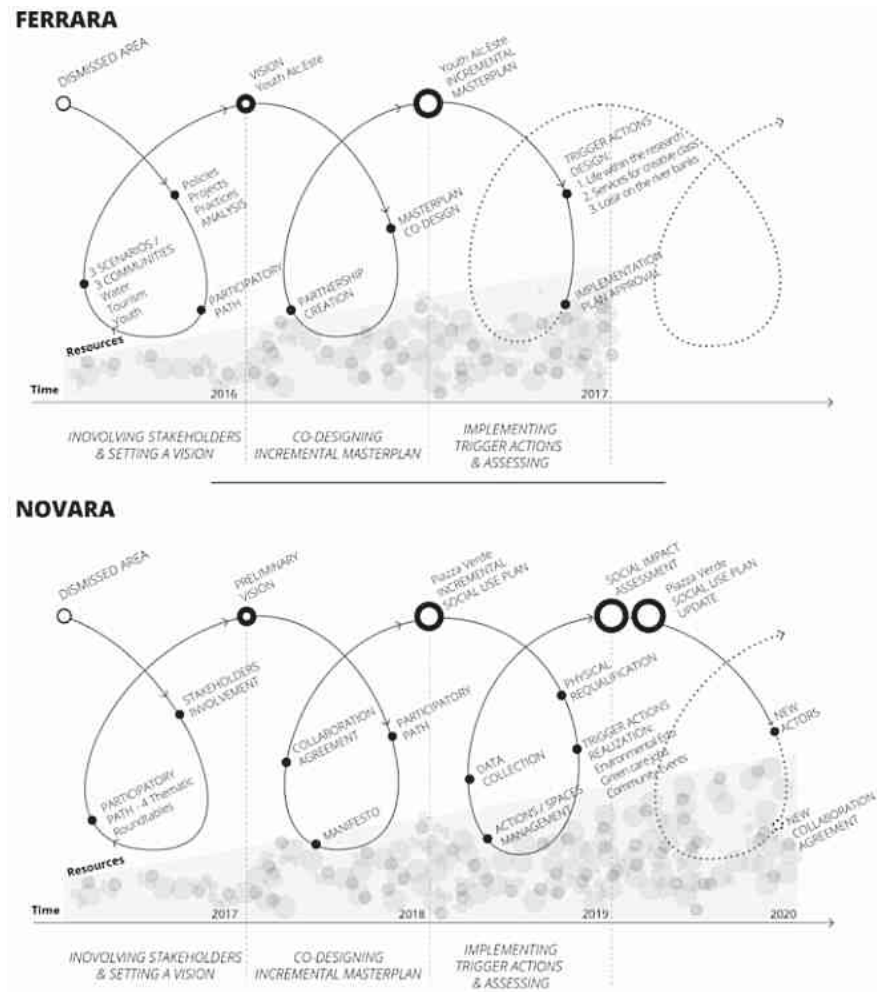 FERRARA
DISMISSED AREA
VISION
Youth Alc.Este
Youth Alc.Este
INCREMENTAL
MASTERPLAN
Policies
Projects
Practices
ANALYSIS
TRIGGER ACTIONS
DESIGN:
1. Life within the research
2. Services for creative class
3. Loisir on the river banks
MASTERPLAN
CO-DESIGN
3 SCENARIOS /
3 COMMUNITIES
Water
Tourism
Youth
PARTICIPATORY
PATH
PARTNERSHIP
CREATION
IMPLEMENTATION
PLAN APPROVAL
Resources
Time
2016
2017
INOVOLVING STAKEHOLDERS
& SETTING A VISION
CO-DESIGNING
INCREMENTAL MASTERPLAN
IMPLEMENTING
TRIGGER ACTIONS
& ASSESSING
NOVARA
DISMISSED AREA
PRELIMINARY
VISION
Piazza Verde
INCREMENTAL
SOCIAL USE PLAN
SOCIAL IMPACT
ASSESSMENT
Piazza Verde
SOCIAL USE PLAN
UPDATE
STAKEHOLDERS
INVOLVEMENT
COLLABORATION
AGREEMENT
PARTICIPATORY
PATH
PHYSICAL
REQUALIFICATION
NEW
ACTORS
DATA
COLLECTION
TRIGGER ACTIONS
REALIZATION:
Environmental Edu
Green care jobs
Community Events
PARTICIPATORY
PATH - 4 Thematic
Roundtables
MANIFESTO
ACTIONS / SPACES
MANAGEMENT
NEW
COLLABORATION
AGREEMENT
Resources
Time
2017
2018
2019
2020
INOVOLVING STAKEHOLDERS
& SETTING A VISION
CO-DESIGNING
INCREMENTAL MASTERPLAN
IMPLEMENTING
TRIGGER ACTIONS
& ASSESSING